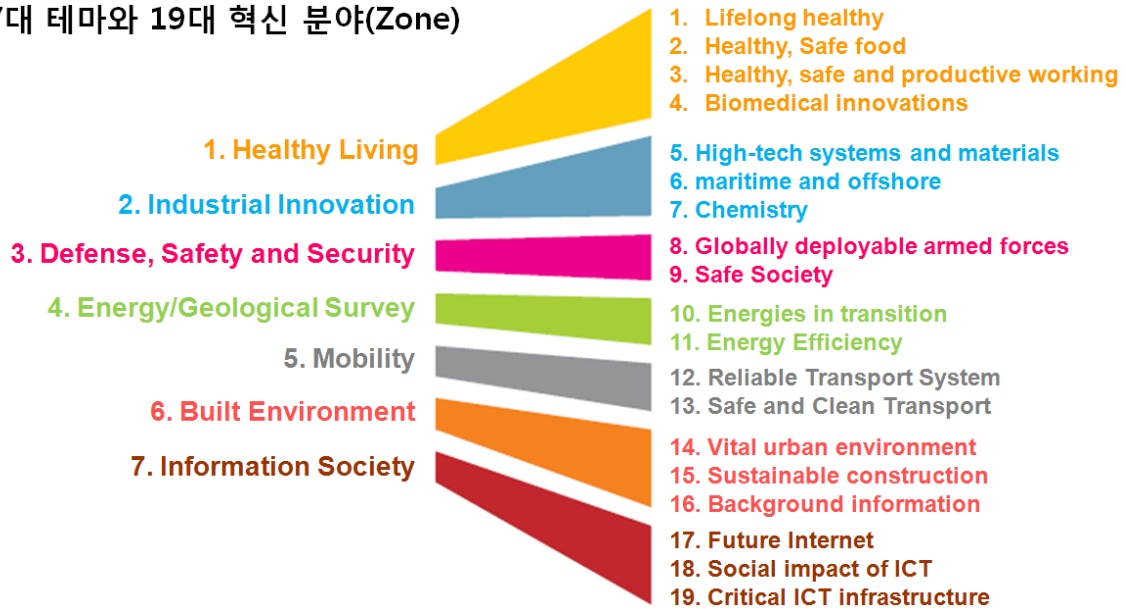 7대 테마와 19대 혁신 분야(Zone)
1. Healthy Living
2. Industrial Innovation
3. Defense, Safety and Security
4. Energy/Geological Survey
5. Mobility
6. Built Environment
7. Information Society
1. Lifelong healthy
2. Healthy, Safe food
3. Healthy, safe and productive working
4. Biomedical innovations
5. High-tech systems and materials
6. maritime and offshore
7. Chemistry
8. Globally deployable armed forces
9. Safe Society
10. Energies in transition
11. Energy Efficiency
12. Reliable Transport System
13. Safe and Clean Transport
14. Vital urban environment
15. Sustainable construction
16. Background information
17. Future Internet
18. Social impact of ICT
19. Critical ICT infrastructure